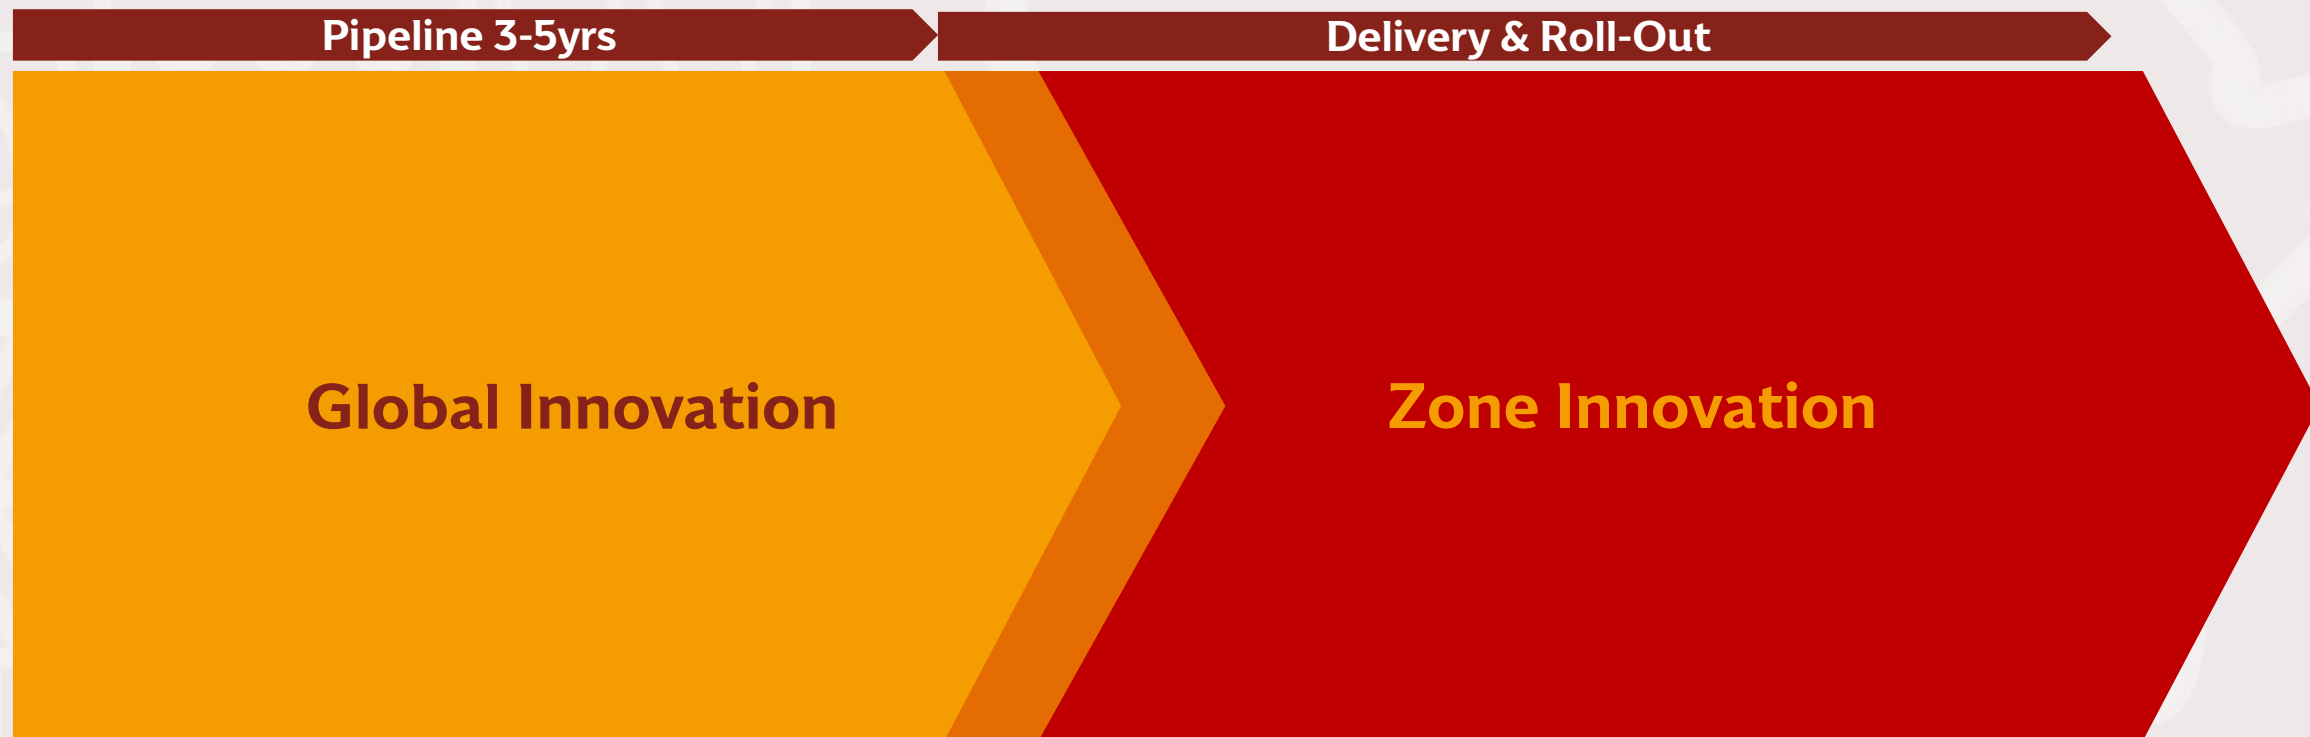 Pipeline 3-5yrs
Delivery & Roll-Out
Global Innovation
Zone Innovation